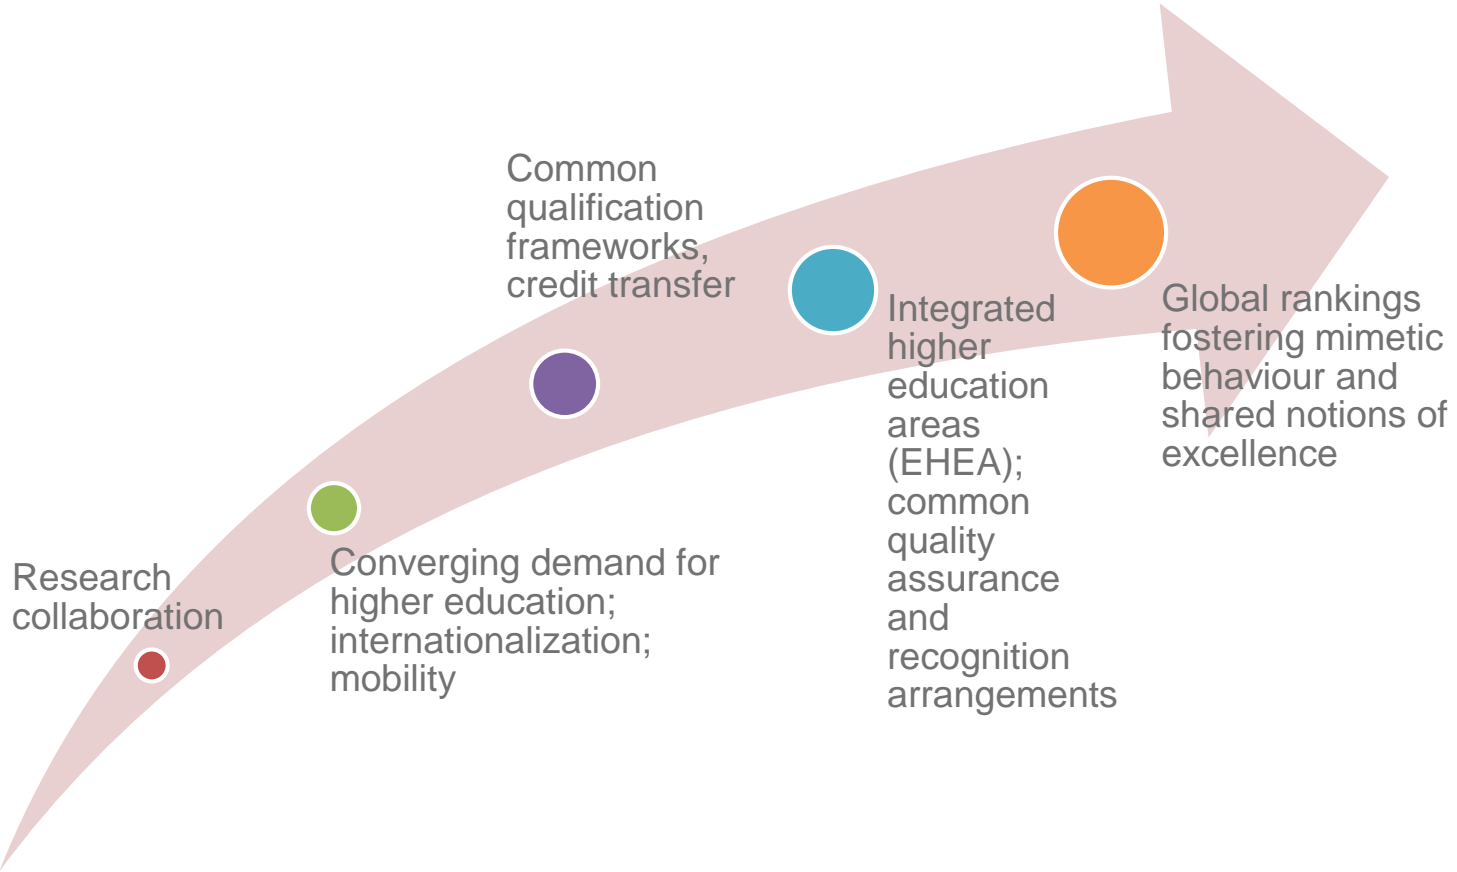 Research
collaboration
Converging demand for
higher education;
internationalization;
mobility
Common
qualification
frameworks,
credit transfer
Integrated
higher
education
areas
(EHEA);
common
quality
assurance
and
recognition
arrangements
Global rankings
fostering mimetic
behaviour and
shared notions of
excellence